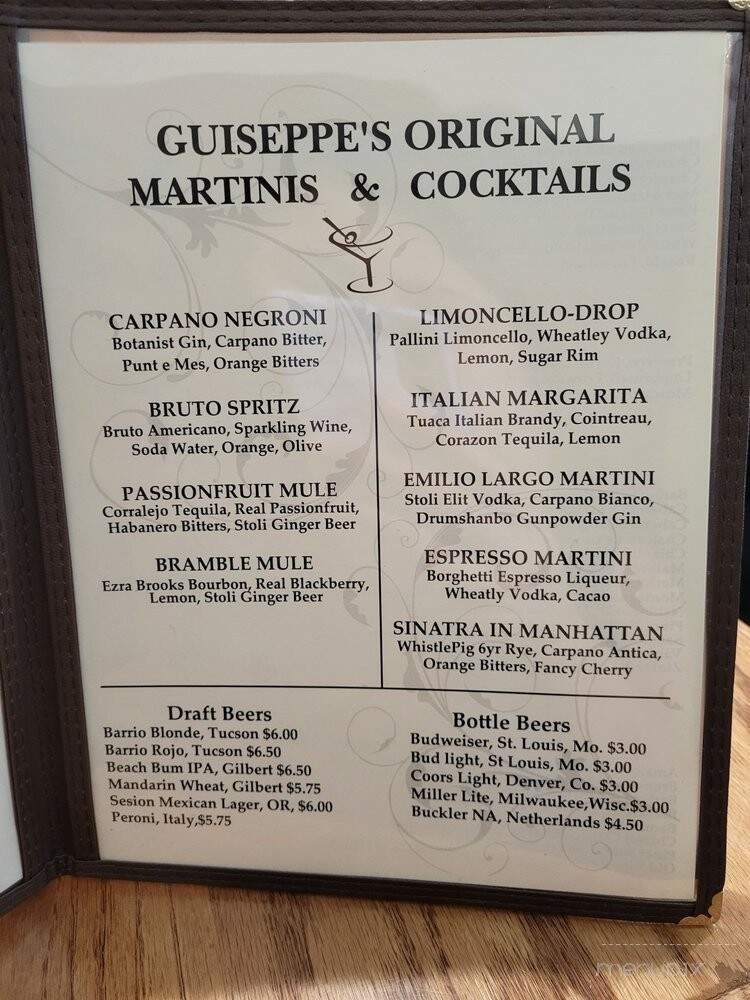 GUISEPPE'S ORIGINAL
MARTINIS & COCKTAILS
CARPANO NEGRONI
Botanist Gin, Carpano Bitter,
Punt e Mes, Orange Bitters
BRUTO SPRITZ
Bruto Americano, Sparkling Wine,
Soda Water, Orange, Olive
PASSIONFRUIT MULE
Corralejo Tequila, Real Passionfruit,
Habanero Bitters, Stoli Ginger Beer
BRAMBLE MULE
Ezra Brooks Bourbon, Real Blackberry,
Lemon, Stoli Ginger Beer
LIMONCELLO-DROP
Pallini Limoncello, Wheatley Vodka,
Lemon, Sugar Rim
ITALIAN MARGARITA
Tuaca Italian Brandy, Cointreau,
Corazon Tequila, Lemon
EMILIO LARGO MARTINI
Stoli Elit Vodka, Carpano Bianco,
Drumshanbo Gunpowder Gin
ESPRESSO MARTINI
Borghetti Espresso Liqueur,
Wheatly Vodka, Cacao
SINATRA IN MANHATTAN
WhistlePig 6yr Rye, Carpano Antica,
Orange Bitters, Fancy Cherry
Draft Beers
Barrio Blonde, Tucson $6.00
Barrio Rojo, Tucson $6.50
Beach Bum IPA, Gilbert $6.50
Mandarin Wheat, Gilbert $5.75
Sesion Mexican Lager, OR, $6.00
Peroni, Italy,$5.75
Bottle Beers
Budweiser, St. Louis, Mo. $3.00
Bud light, St Louis, Mo. $3.00
Coors Light, Denver, Co. $3.00
Miller Lite, Milwaukee,Wisc.$3.00
Buckler NA, Netherlands $4.50
menupix